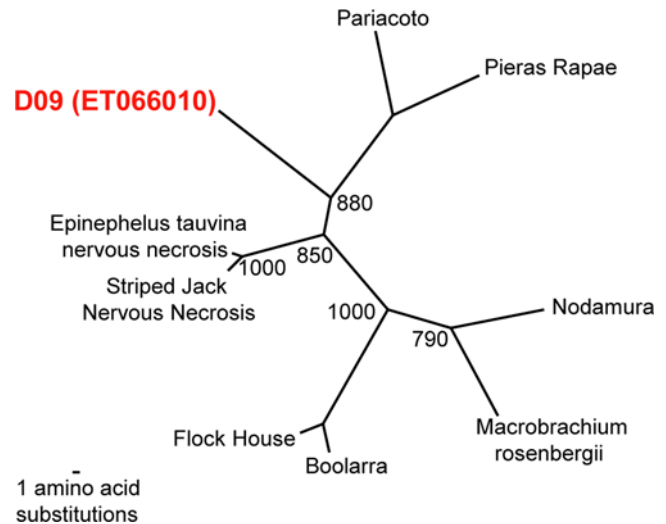 Pariacoto
Pieras Rapae
D09 (ET066010)
880
Epinephelus tauvina
nervous necrosis
1000
850
Striped Jack
Nervous Necrosis
1000
790
Nodamura
Macrobrachium
rosenbergii
Flock House
Boolarra
1 amino acid
substitutions